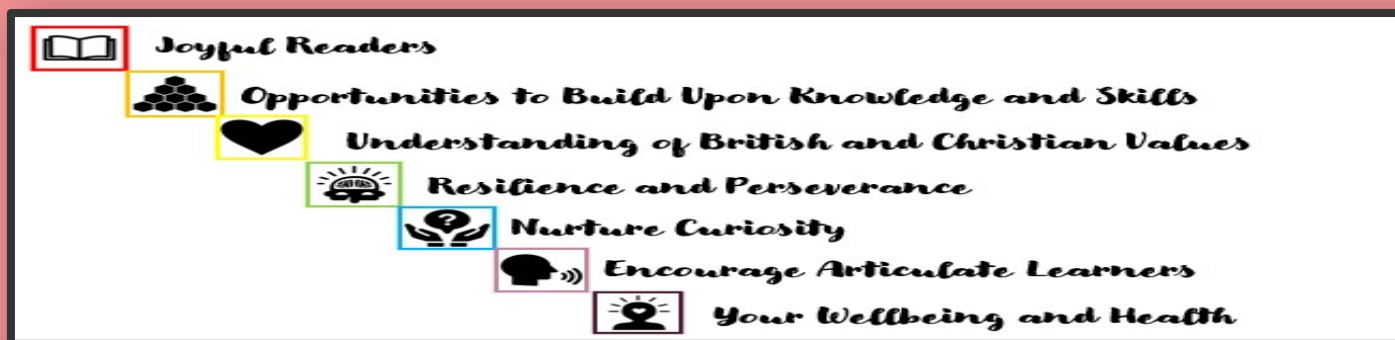 Joyful Readers
Opportunities to Build Upon Knowledge and Skills
Understanding of British and Christian Values
Resilience and Perseverance
?
Nurture Curiosity
Encourage Articulate Learners
Your Wellbeing and Health